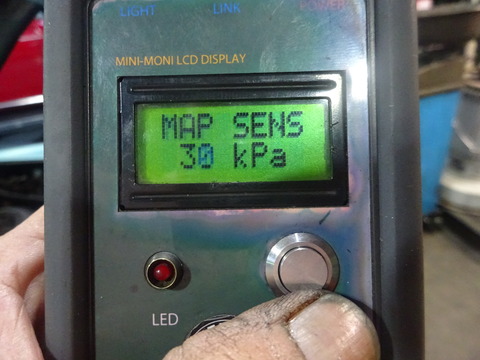 LIGHT LINK POWER
MINI-MONI LCD DISPLAY
MAP SENS
30 kPa
LED